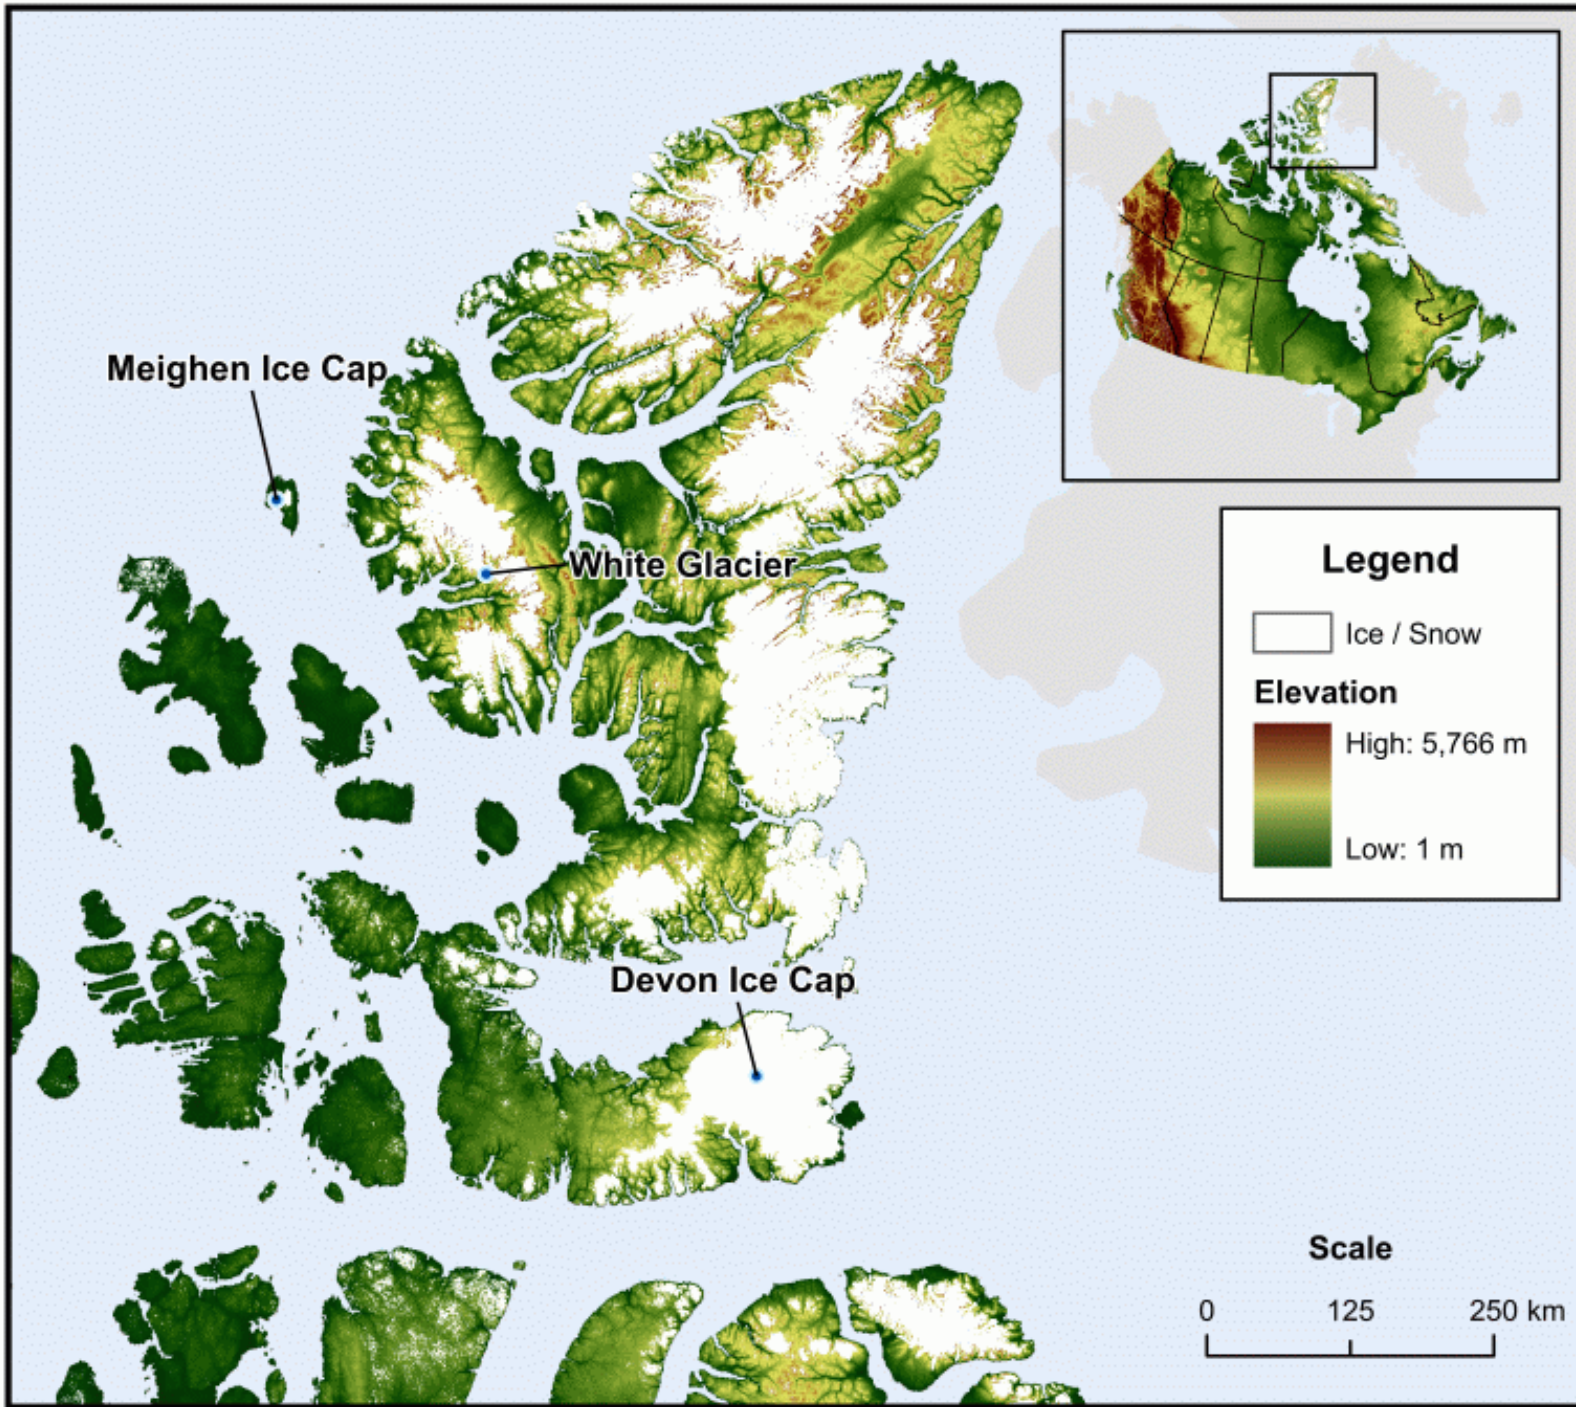 Meighen Ice Cap
White Glacier
Devon Ice Cap
Legend
Ice / Snow
Elevation
High: 5,766 m
Low: 1 m
Scale
0 125 250 km